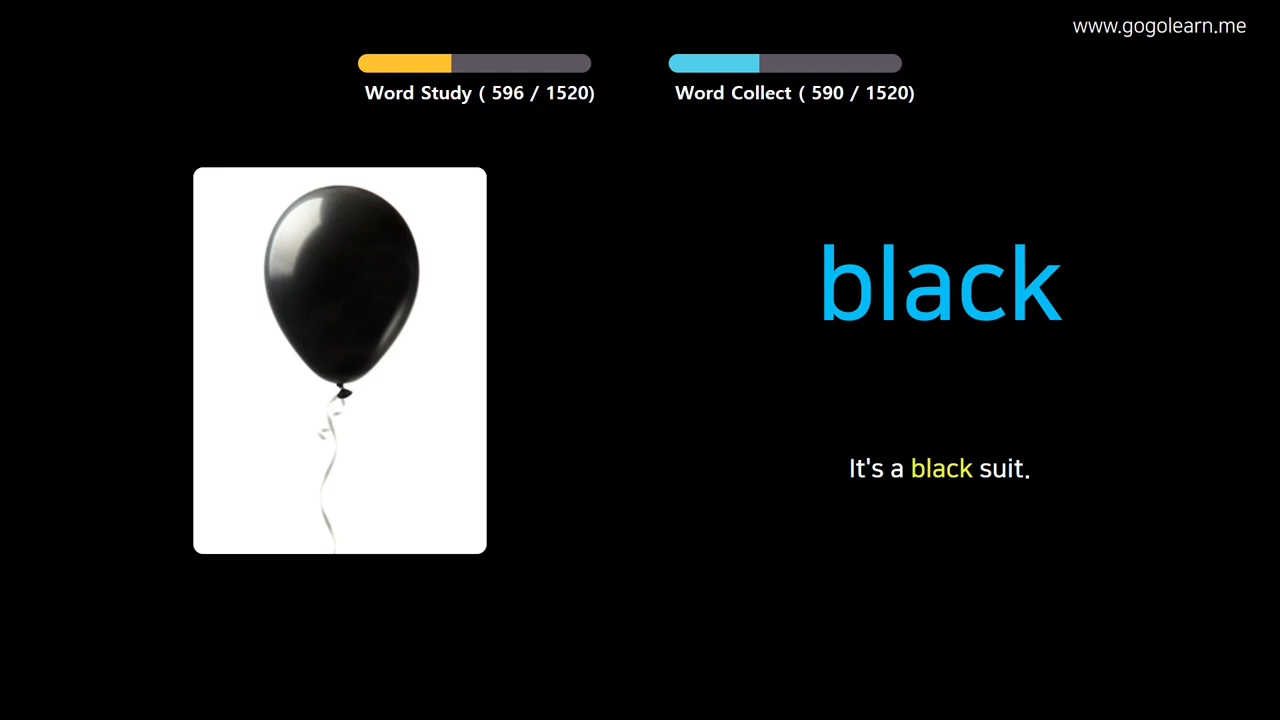 www.gogolearn.me
Word Study ( 596 / 1520)
Word Collect ( 590 / 1520)
black
It's a black suit.